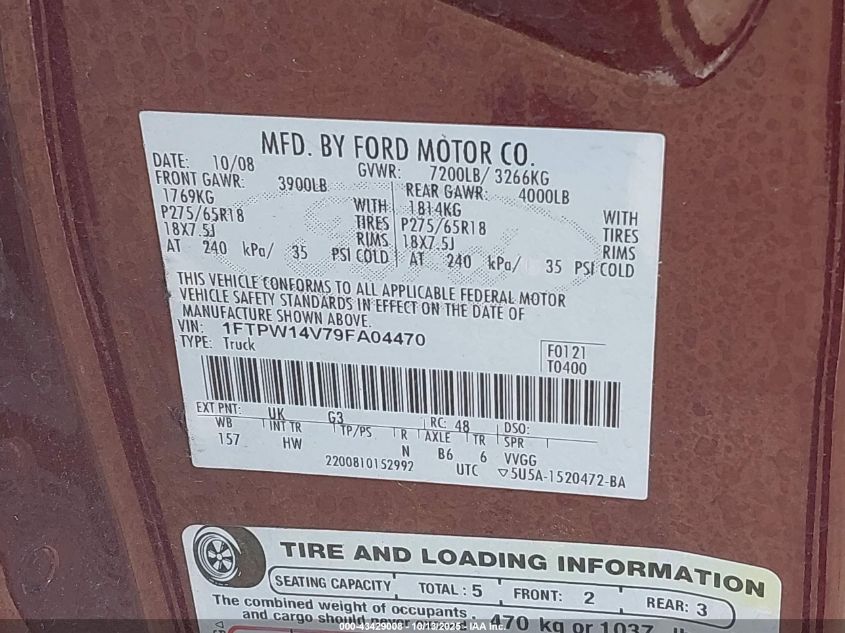 MFD. BY FORD MOTOR CO.
DATE: 10/08 GVWR: 7200LB/ 3266KG
FRONT GAWR: 3900LB REAR GAWR: 4000LB
1769KG WITH 1814KG WITH
P275/65R18 TIRES P275/65R18 TIRES
18X7.5J RIMS 18X7.5J RIMS
AT 240 kPa/ 35 PSI COLD AT 240 kPa/ 35 PSI COLD
THIS VEHICLE CONFORMS TO ALL APPLICABLE FEDERAL MOTOR
VEHICLE SAFETY STANDARDS IN EFFECT ON THE DATE OF
MANUFACTURE SHOWN ABOVE.
VIN: 1FTPW14V79FA04470
TYPE: Truck
F0121
T0400
EXT PNT: UK G3 RC: 48 DSO:
WB INT TR TP/PS R AXLE TR SPR
157 HW N B6 6 VVGG
2200810152992 UTC ▽5U5A-1520472-BA
TIRE AND LOADING INFORMATION
SEATING CAPACITY TOTAL: 5 FRONT: 2 REAR: 3
The combined weight of occupants
and cargo should never 470 kg or 1037
000-43429008 - 10/13/2025 - IAA Inc.